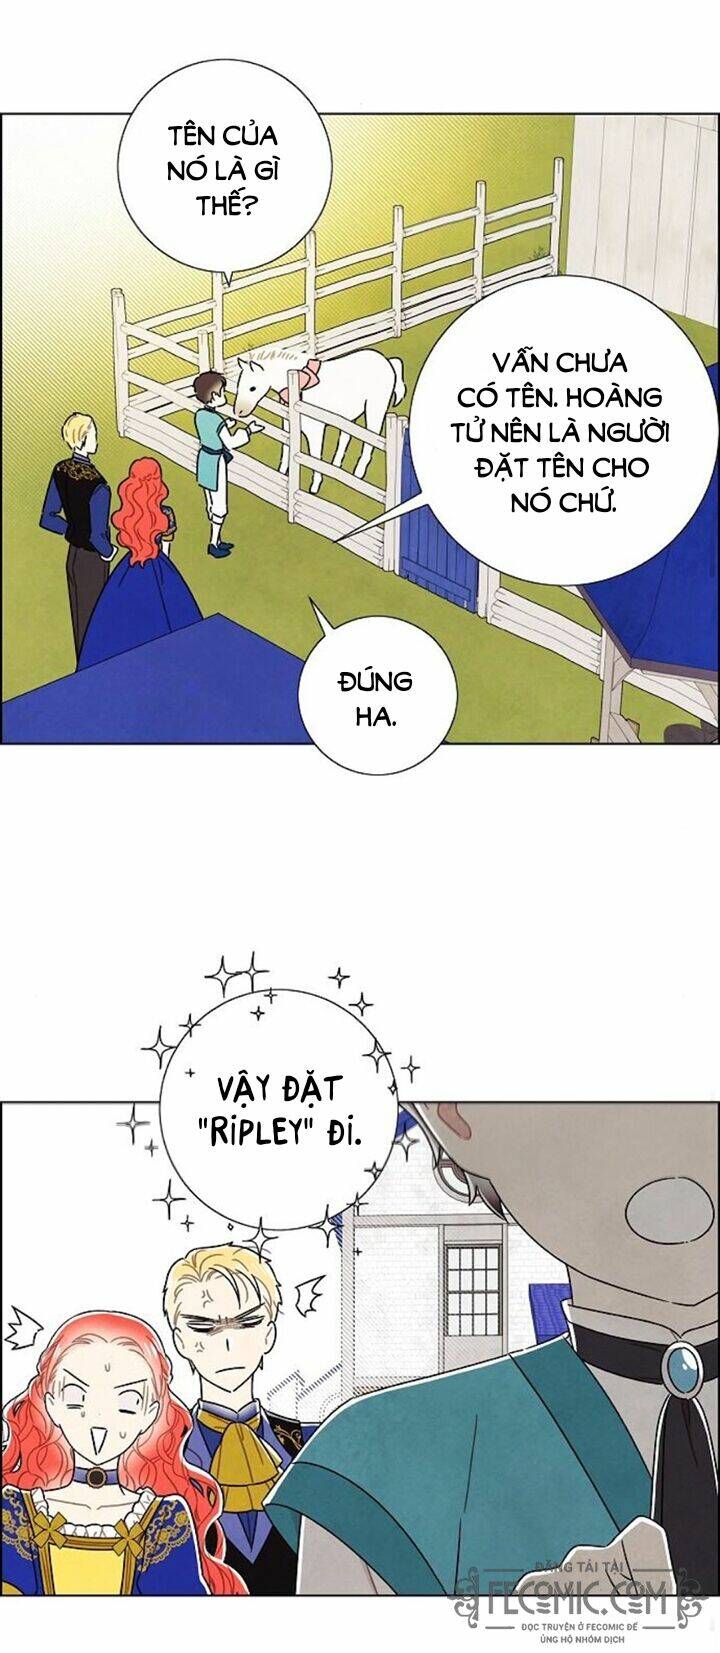 TÊN CỦA
NÓ LÀ GÌ
THẾ?
VẪN CHƯA
CÓ TÊN. HOÀNG
TỬ NÊN LÀ NGƯỜI
ĐẶT TÊN CHO
NÓ CHỨ.
ĐÚNG
HA.
VẬY ĐẶT
"RIPLEY" ĐI.
ĐĂNG TẢI TẠI
FECOMIC.COM
ĐỌC TRUYỆN Ở FECOMIC ĐỂ
ỦNG HỘ NHÓM DỊCH